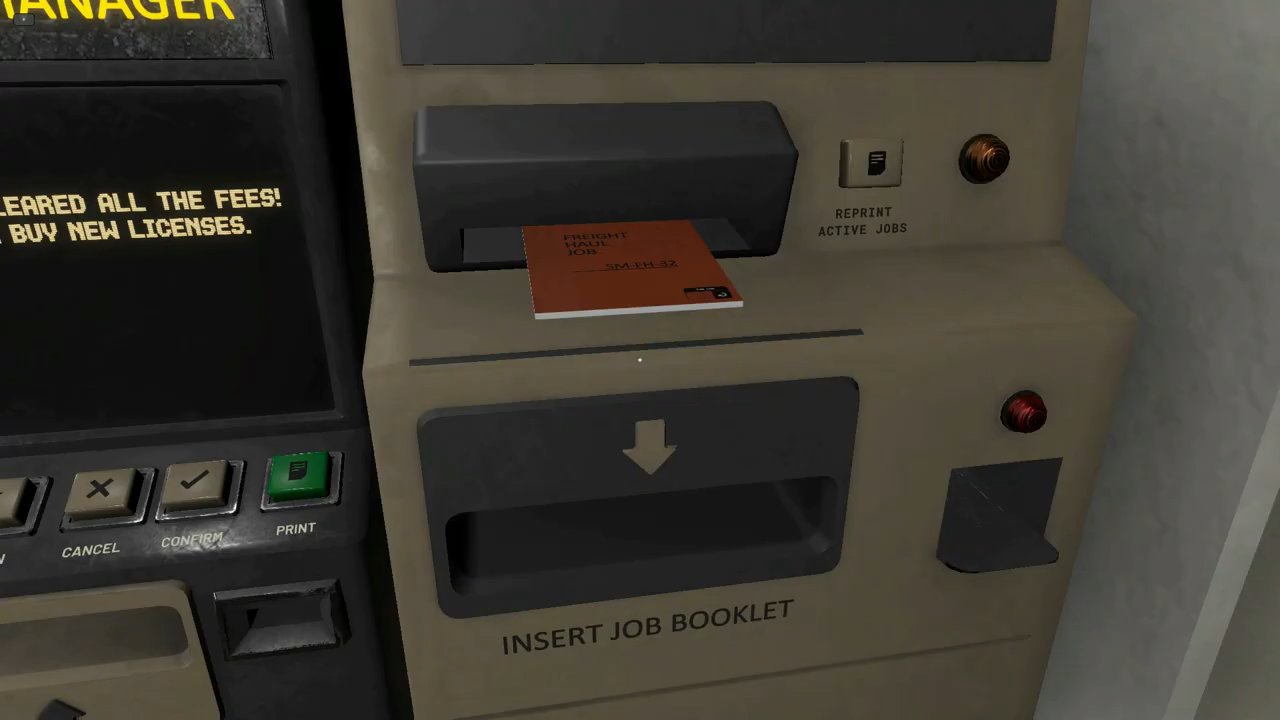 MANAGER
LEARED ALL THE FEES!
BUY NEW LICENSES.
CANCEL
CONFIRM
PRINT
FREIGHT
HAUL
JOB
SM-FH-32
REPRINT
ACTIVE JOBS
INSERT JOB BOOKLET